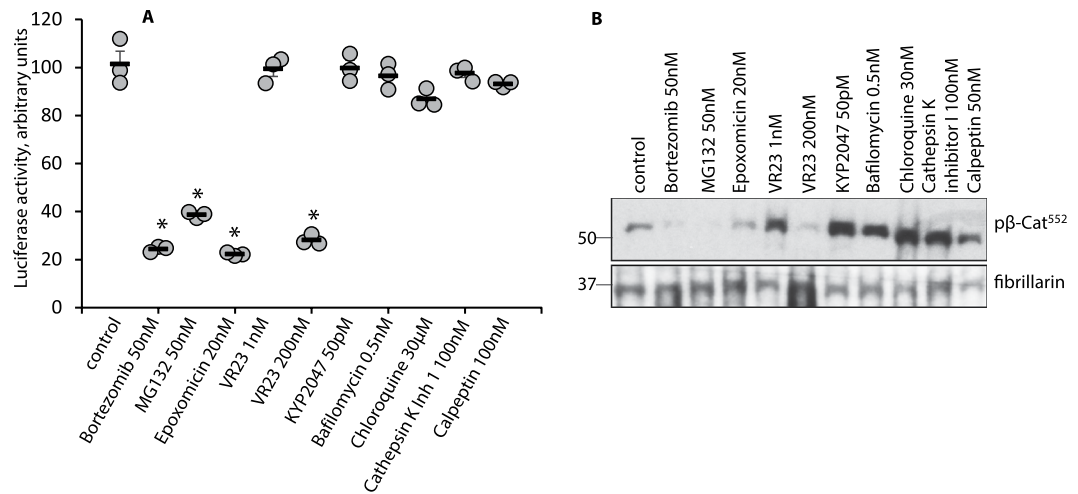 A
Luciferase activity, arbitrary units
120
100
80
60
40
20
0
*
*
*
*
control
Bortezomib 50nM
MG132 50nM
Epoxomicin 20nM
VR23 1nM
VR23 200nM
KYP2047 50pM
Bafilomycin 0.5nM
Chloroquine 30μM
Cathepsin K Inh 1 100nM
Calpeptin 100nM
B
control
Bortezomib 50nM
MG132 50nM
Epoxomicin 20nM
VR23 1nM
VR23 200nM
KYP2047 50pM
Bafilomycin 0.5nM
Chloroquine 30nM
Cathepsin K
inhibitor I 100nM
Calpeptin 50nM
50
pβ-Cat⁵⁵²
37
fibrillarin